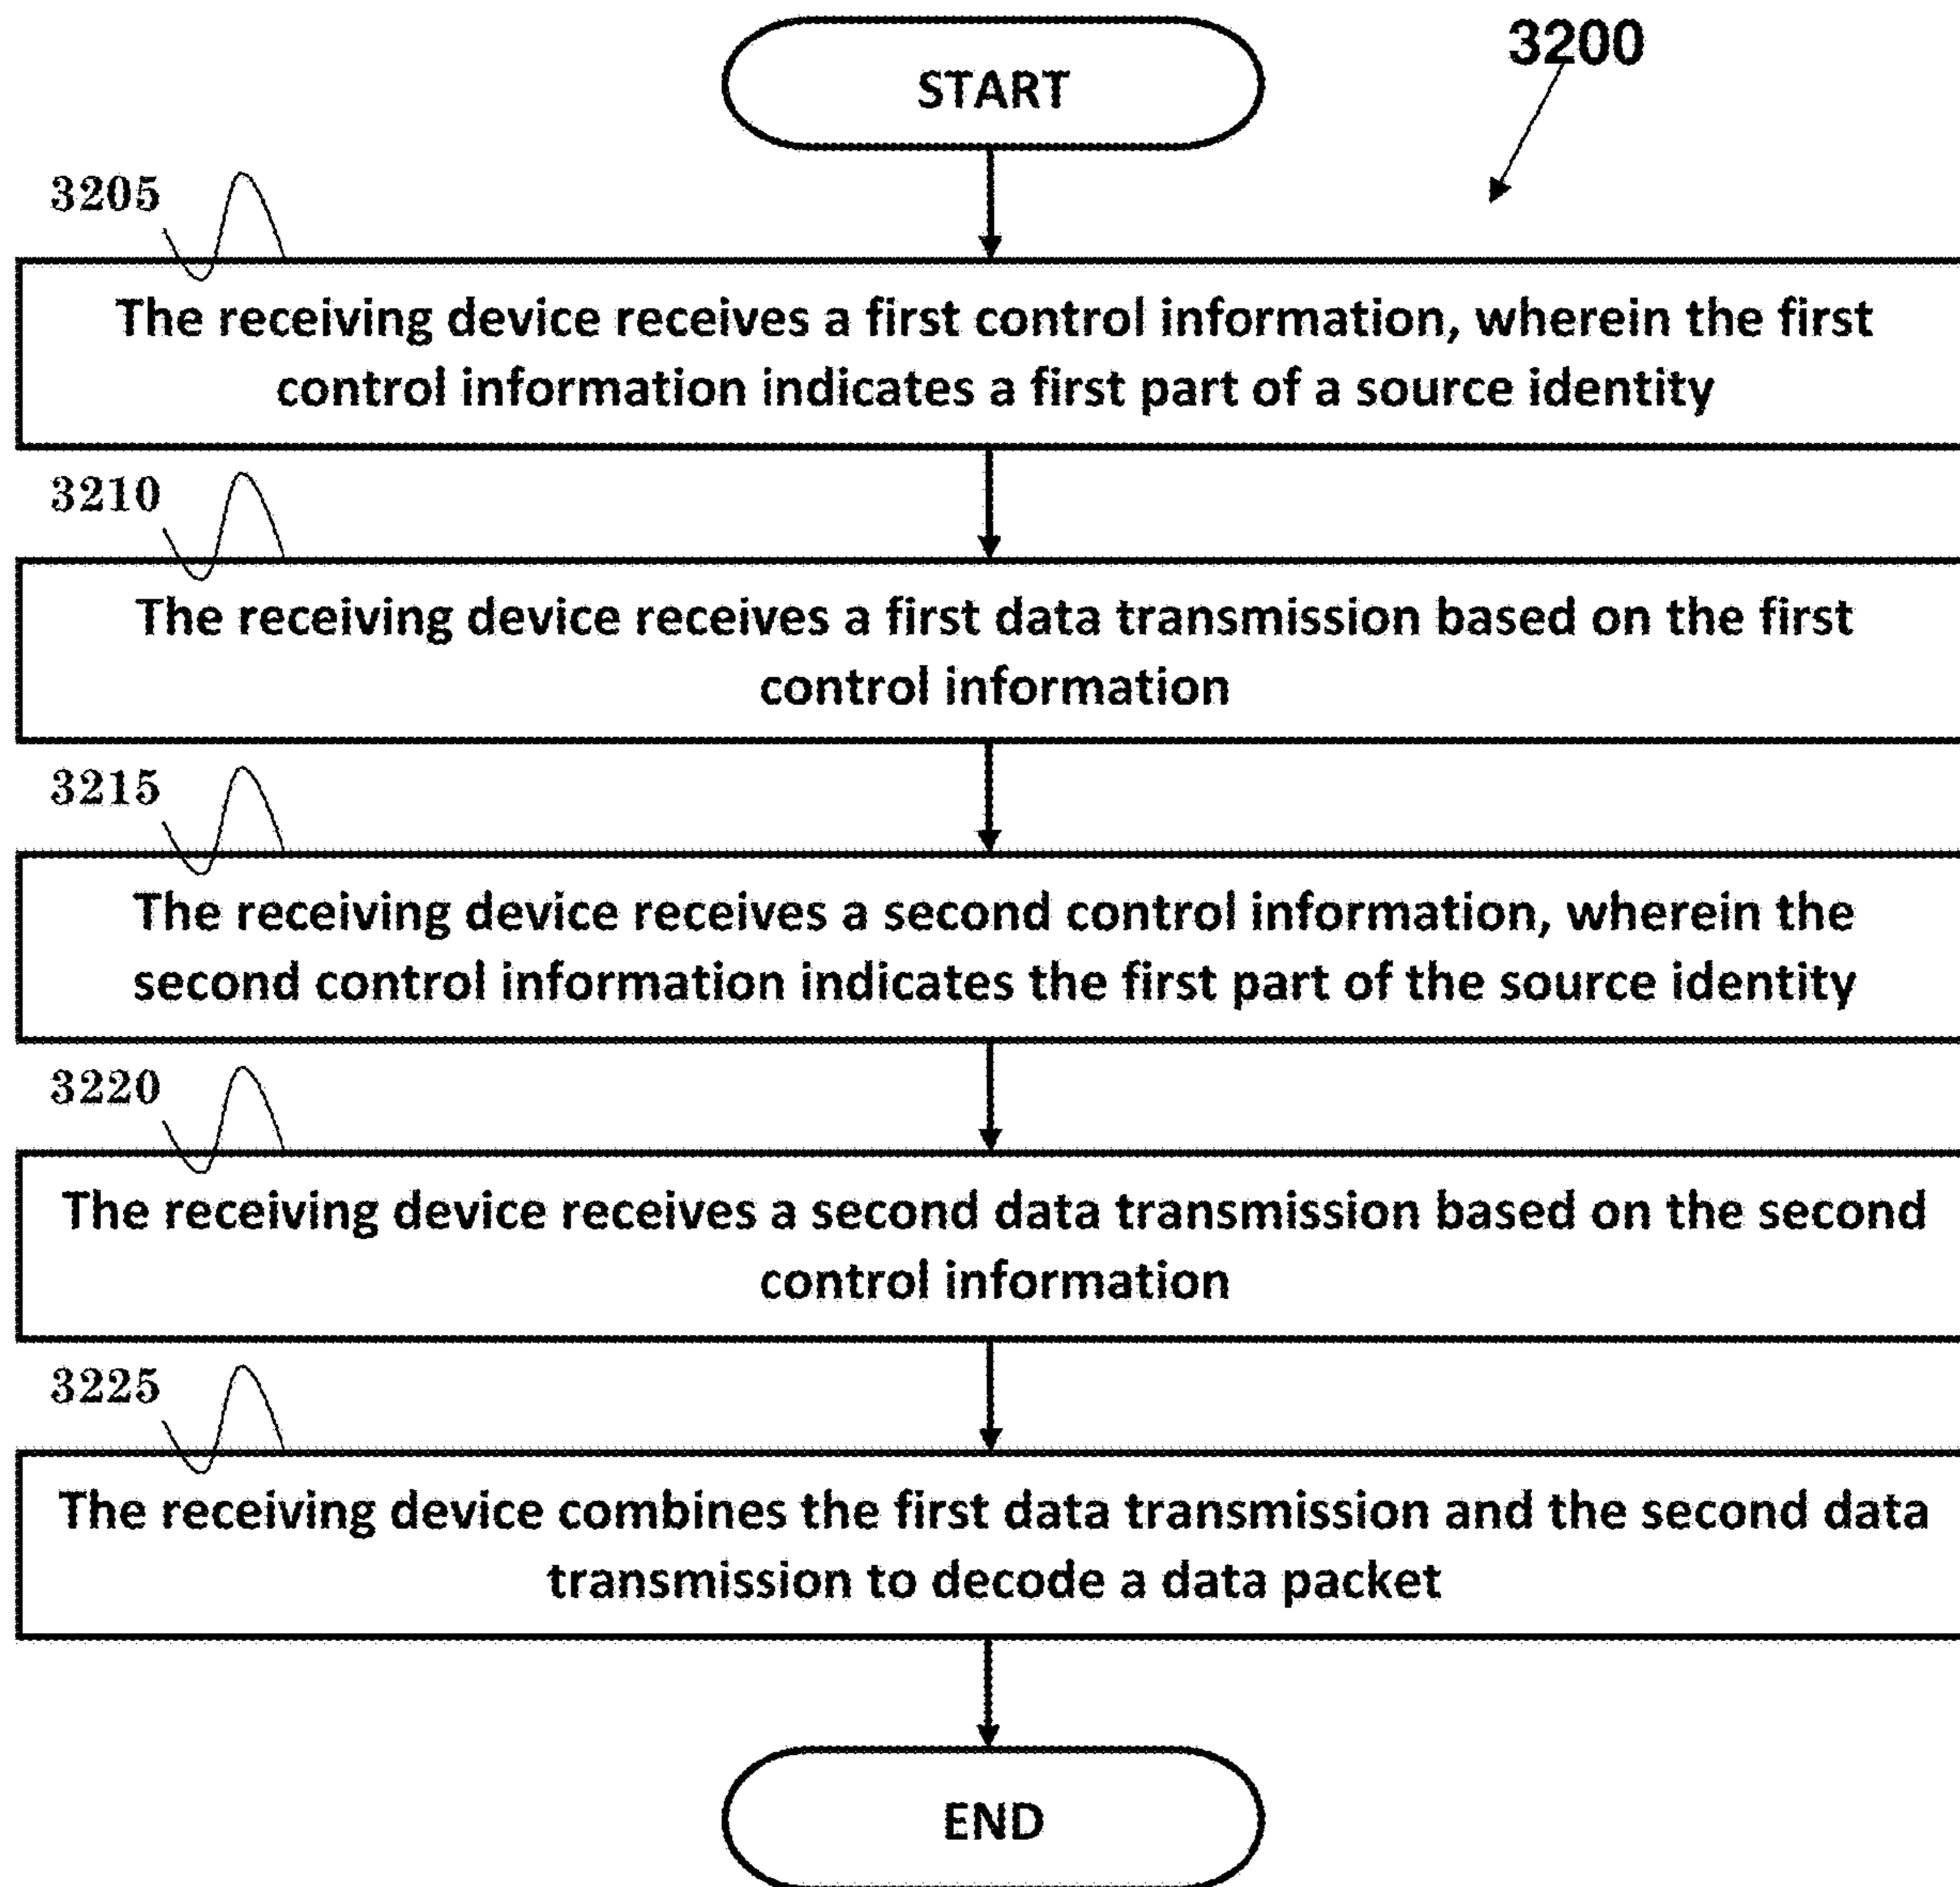 START
3200
3205
The receiving device receives a first control information, wherein the first
control information indicates a first part of a source identity
3210
The receiving device receives a first data transmission based on the first
control information
3215
The receiving device receives a second control information, wherein the
second control information indicates the first part of the source identity
3220
The receiving device receives a second data transmission based on the second
control information
3225
The receiving device combines the first data transmission and the second data
transmission to decode a data packet
END